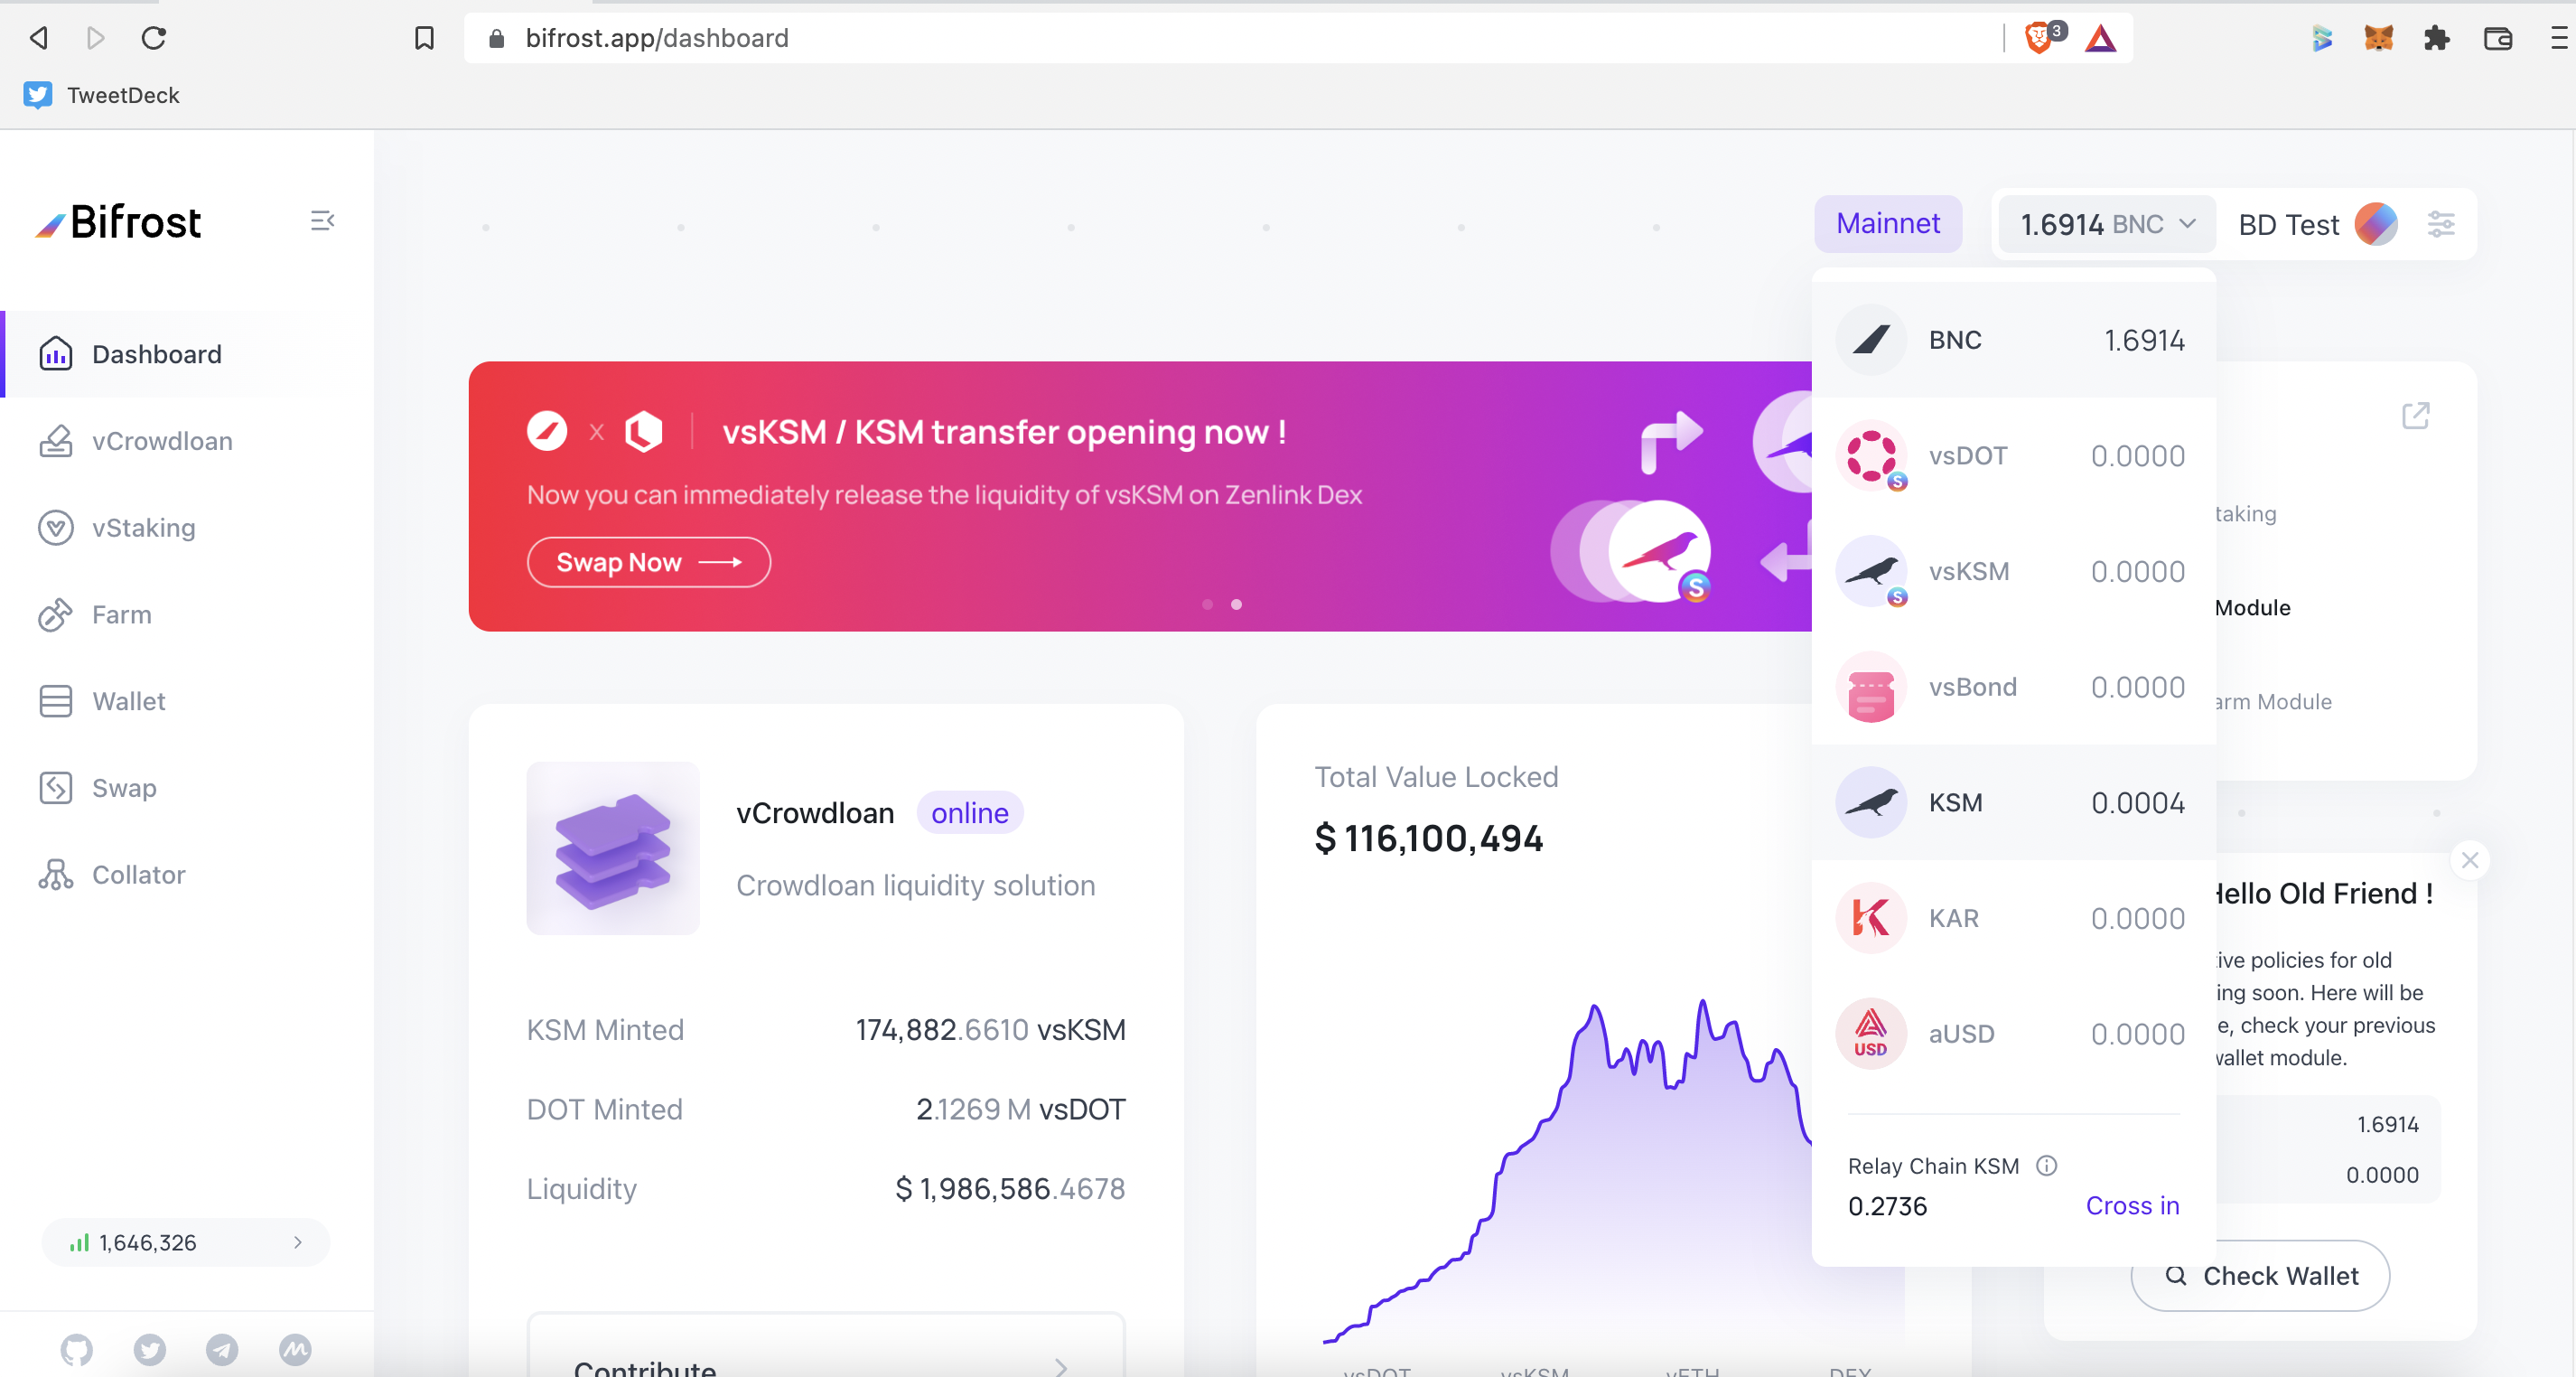 bifrost.app/dashboard
3
TweetDeck
Bifrost
Dashboard
vCrowdloan
vStaking
Farm
Wallet
Swap
Collator
1,646,326
Mainnet
1.6914 BNC
BD Test
x
vsKSM / KSM transfer opening now !
Now you can immediately release the liquidity of vsKSM on Zenlink Dex
Swap Now
S
vCrowdloan online
Crowdloan liquidity solution
KSM Minted 174,882.6610 vsKSM
DOT Minted 2.1269 M vsDOT
Liquidity $ 1,986,586.4678
Contribute
Total Value Locked
$ 116,100,494
vsDOT vsKSM vETH DEX
BNC 1.6914
vsDOT 0.0000
S
vsKSM 0.0000
S
vsBond 0.0000
KSM 0.0004
KAR 0.0000
USD
aUSD 0.0000
Relay Chain KSM
0.2736 Cross in
Module
Module
Old Friend !
policies for old
soon. Here will be
check your previous
module.
1.6914
0.0000
Check Wallet